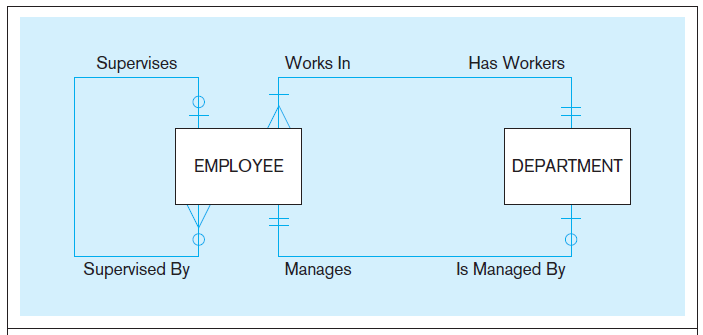 Supervises
Works In
Has Workers
EMPLOYEE
DEPARTMENT
Supervised By
Manages
Is Managed By